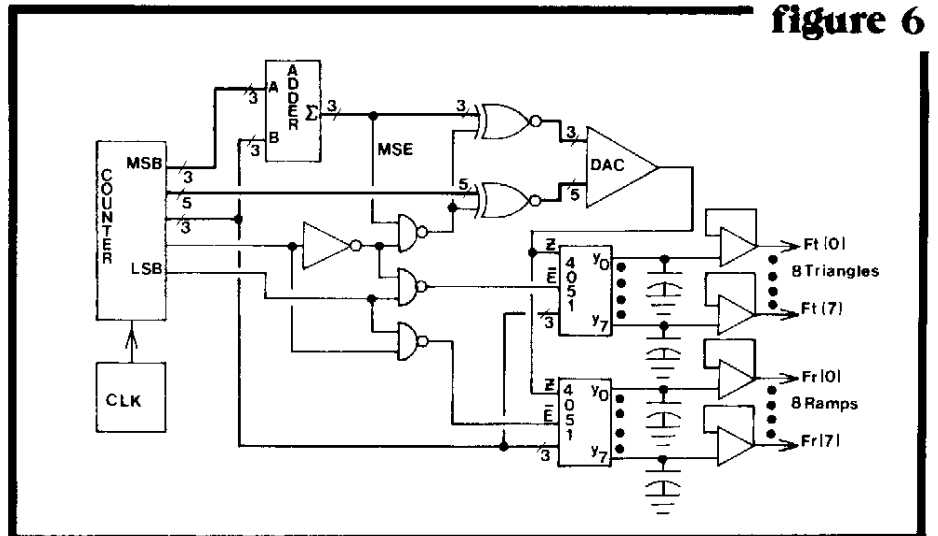 figure 6
ADDER
A
B
Σ
3
3
3
3
MSE
COUNTER
MSB
3
5
3
LSB
CLK
5
3
5
DAC
Z
E
4051
3
y0
y7
Ft(0)
8 Triangles
Ft(7)
Z
E
4051
3
y0
y7
Fr(0)
8 Ramps
Fr(7)